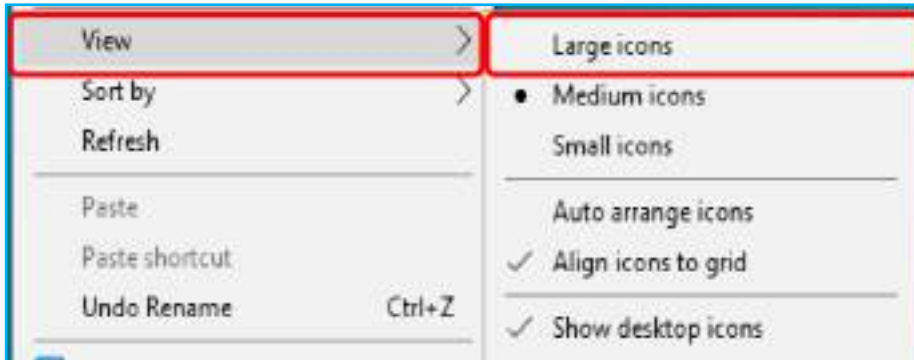 View
Sort by
Refresh
Paste
Paste shortcut
Undo Rename Ctrl+Z
Large icons
Medium icons
Small icons
Auto arrange icons
Align icons to grid
Show desktop icons